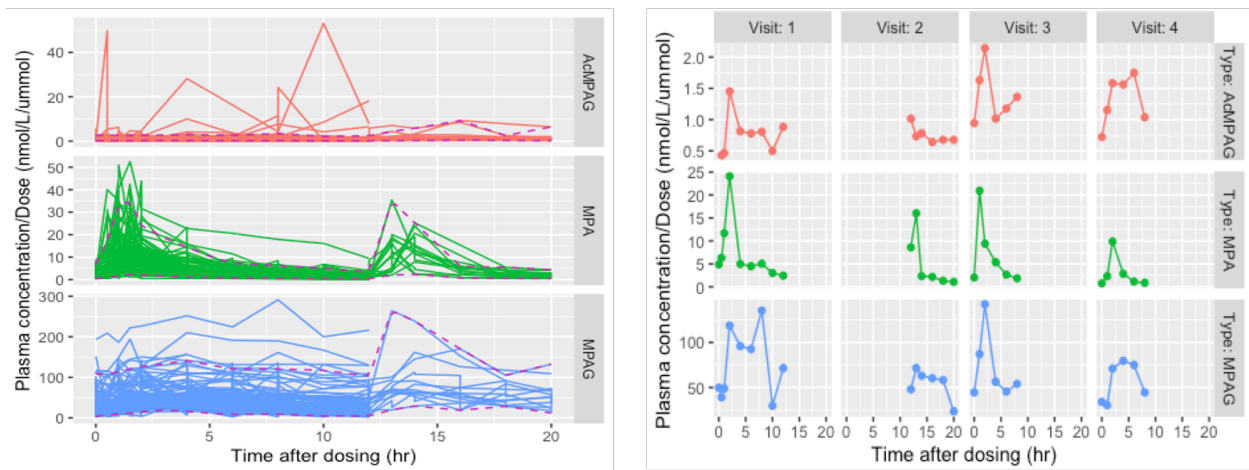 Plasma concentration/Dose (nmol/L/ummol)
40
20
0
AcMPAG
50
40
30
20
10
0
MPA
300
200
100
0
MPAG
0 5 10 15 20
Time after dosing (hr)
Plasma concentration/Dose (nmol/L/ummol)
Visit: 1 Visit: 2 Visit: 3 Visit: 4
2.0
1.5
1.0
0.5
Type: AcMPAG
25
20
15
10
5
0
Type: MPA
100
50
Type: MPAG
0 5 10 15 20 0 5 10 15 20 0 5 10 15 20 0 5 10 15 20
Time after dosing (hr)